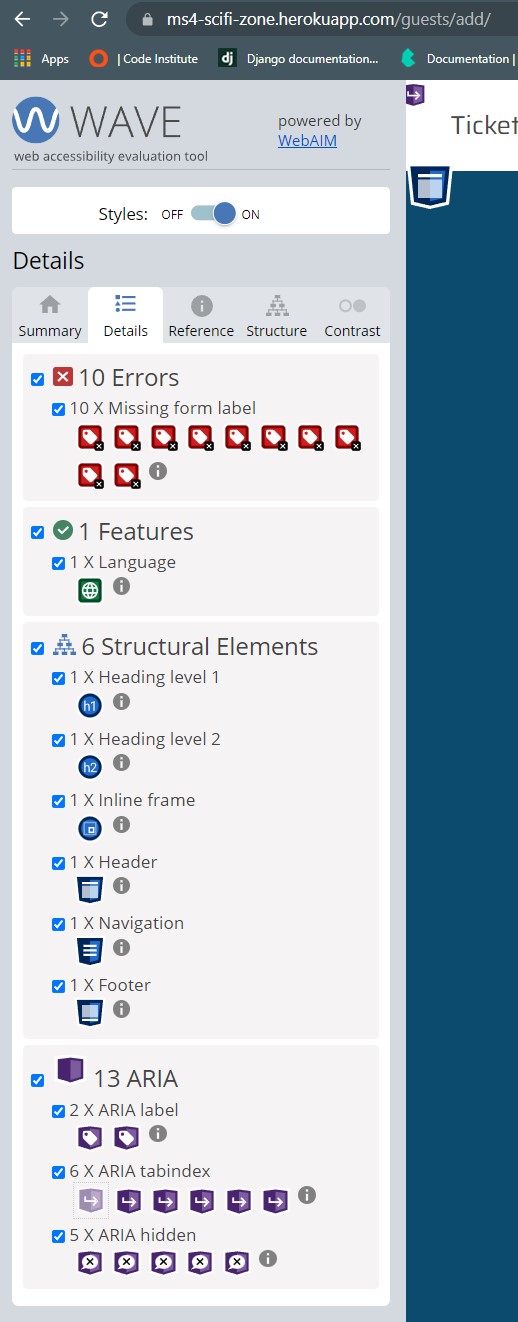 ms4-scifi-zone.herokuapp.com/guests/add/
Apps | Code Institute dj Django documentation... Documentation |
WAVE
web accessibility evaluation tool
powered by
WebAIM
Ticket
Styles: OFF ON
Details
Summary Details Reference Structure Contrast
10 Errors
10 X Missing form label
1 Features
1 X Language
6 Structural Elements
1 X Heading level 1
h1
1 X Heading level 2
h2
1 X Inline frame
1 X Header
1 X Navigation
1 X Footer
13 ARIA
2 X ARIA label
6 X ARIA tabindex
5 X ARIA hidden